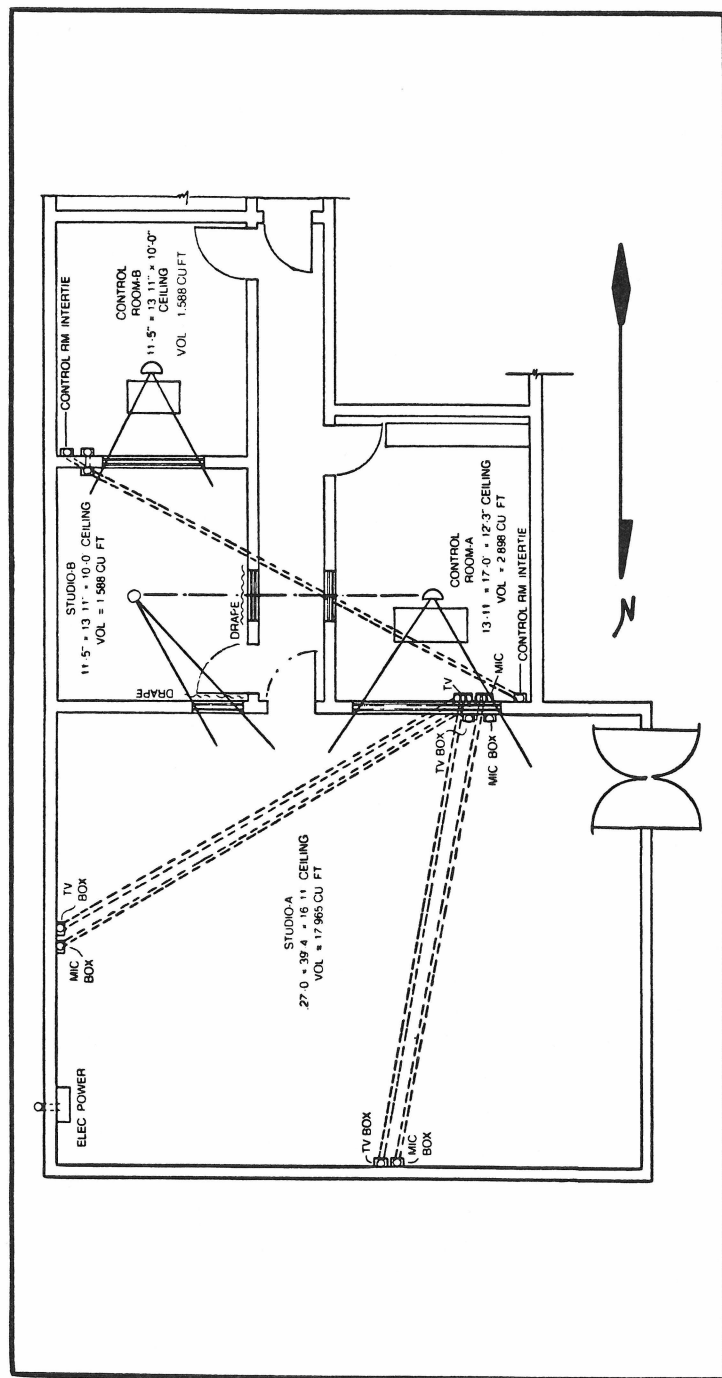 CONTROL RM INTERTIE
CONTROL
ROOM-B
11-5" × 13 11" × 10'-0"
CEILING
VOL 1.588 CU FT
STUDIO-B
11-5" × 13 11" × 10-0 CEILING
VOL = 1 588 CU FT
DRAPE
DRAPE
CONTROL
ROOM-A
13-11 × 17-0 × 12'-3" CEILING
VOL = 2 898 CU FT
CONTROL RM INTERTIE
TV
MIC
TV BOX
MIC BOX
STUDIO-A
27-0 × 39 4 × 16 11 CEILING
VOL = 17 965 CU FT
TV
BOX
MIC
BOX
ELEC POWER
TV BOX
MIC
BOX
N